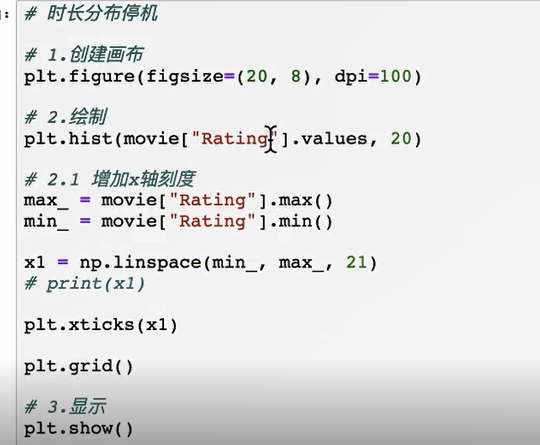 # 时长分布停机
# 1.创建画布
plt.figure(figsize=(20, 8), dpi=100)
# 2.绘制
plt.hist(movie["Rating"].values, 20)
# 2.1 增加x轴刻度
max_ = movie["Rating"].max()
min_ = movie["Rating"].min()
x1 = np.linspace(min_, max_, 21)
# print(x1)
plt.xticks(x1)
plt.grid()
# 3.显示
plt.show()